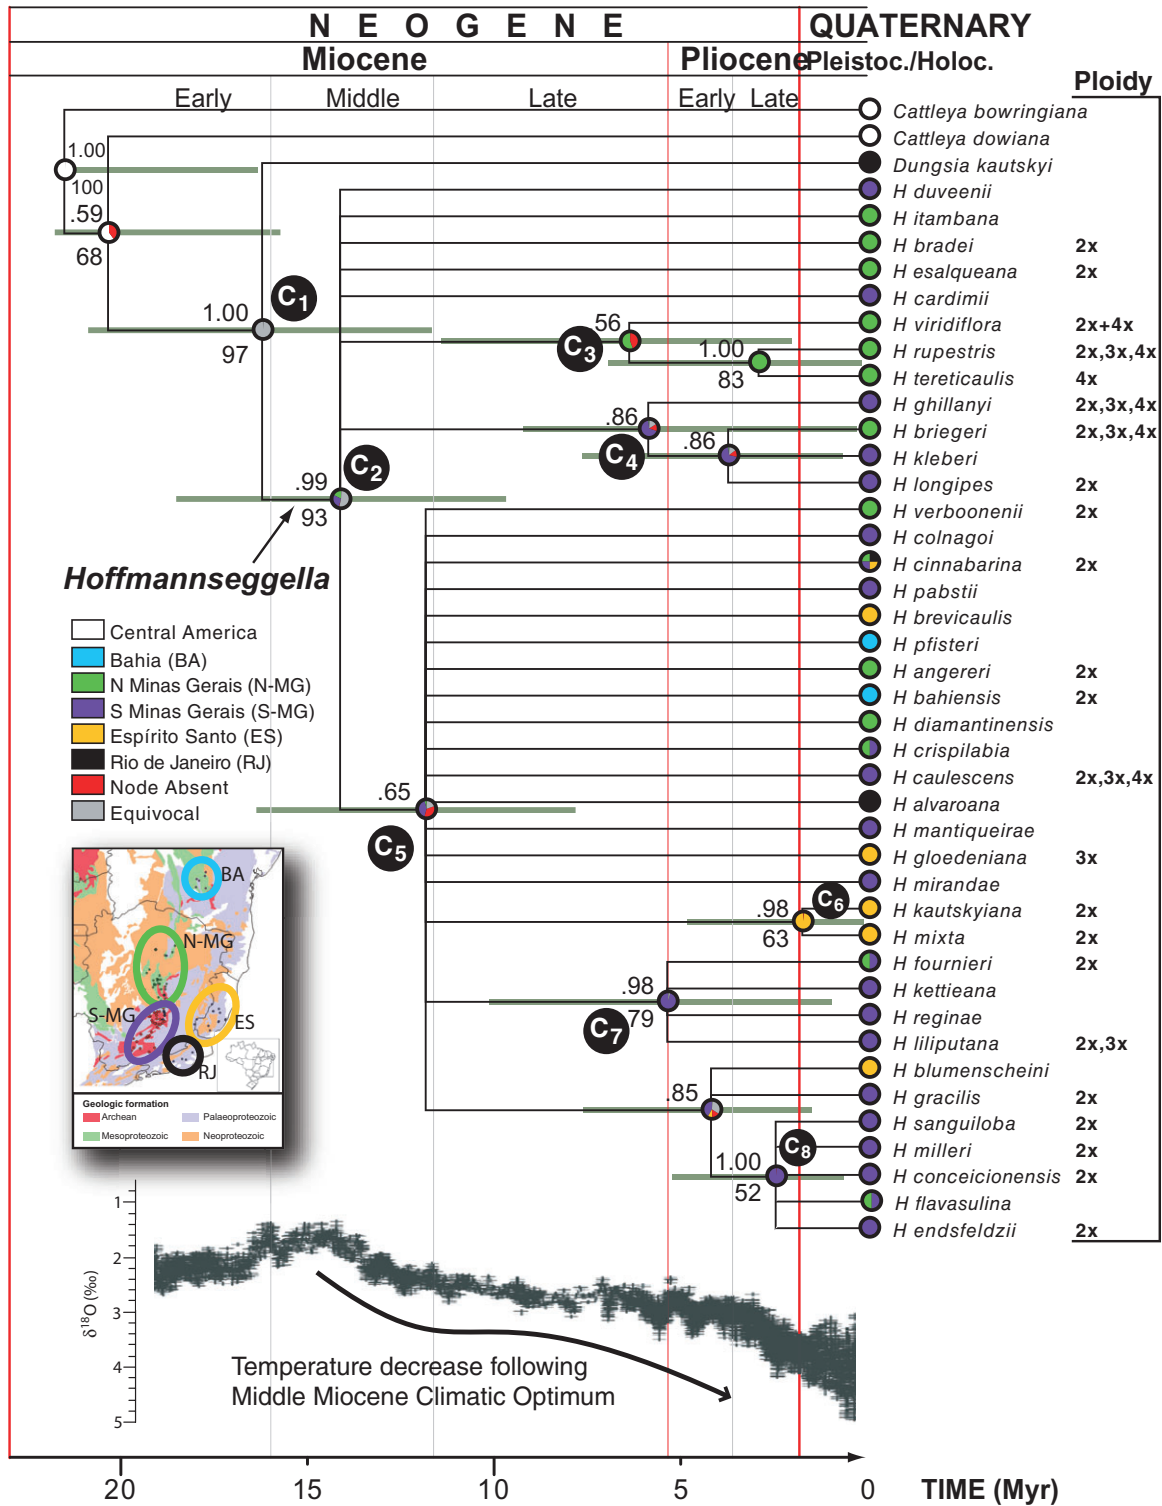 N E O G E N E QUATERNARY
Miocene Pliocene Pleistoc./Holoc.
Early Middle Late Early Late Ploidy
Cattleya bowringiana
Cattleya dowiana
Dungsia kautskyi
H duveenii
H itambana
H bradei 2x
H esalqueana 2x
H cardimii
H viridiflora 2x+4x
H rupestris 2x,3x,4x
H tereticaulis 4x
H ghillanyi 2x,3x,4x
H briegeri 2x,3x,4x
H kleberi
H longipes 2x
H verboonenii 2x
H colnagoi
H cinnabarina 2x
H pabstii
H brevicaulis
H pfisteri
H angereri 2x
H bahiensis 2x
H diamantinensis
H crispilabia
H caulescens 2x,3x,4x
H alvaroana
H mantiqueirae
H gloedeniana 3x
H mirandae
H kautskyiana 2x
H mixta 2x
H fournieri 2x
H kettieana
H reginae
H liliputana 2x,3x
H blumenscheini
H gracilis 2x
H sanguiloba 2x
H milleri 2x
H conceicionensis 2x
H flavasulina
H endsfeldzii 2x
1.00
100
.59
68
1.00
97
C1
.99
93
C2
.56
C3
1.00
83
.86
C4
.86
.65
C5
.98
63
C6
.98
79
C7
.85
1.00
52
C8
Hoffmannseggella
Central America
Bahia (BA)
N Minas Gerais (N-MG)
S Minas Gerais (S-MG)
Espírito Santo (ES)
Rio de Janeiro (RJ)
Node Absent
Equivocal
BA
N-MG
S-MG
ES
RJ
Geologic formation
Archean Palaeoproteozoic
Mesoproteozoic Neoproteozoic
δ18O (‰)
1
2
3
4
5
Temperature decrease following
Middle Miocene Climatic Optimum
20 15 10 5 0 TIME (Myr)